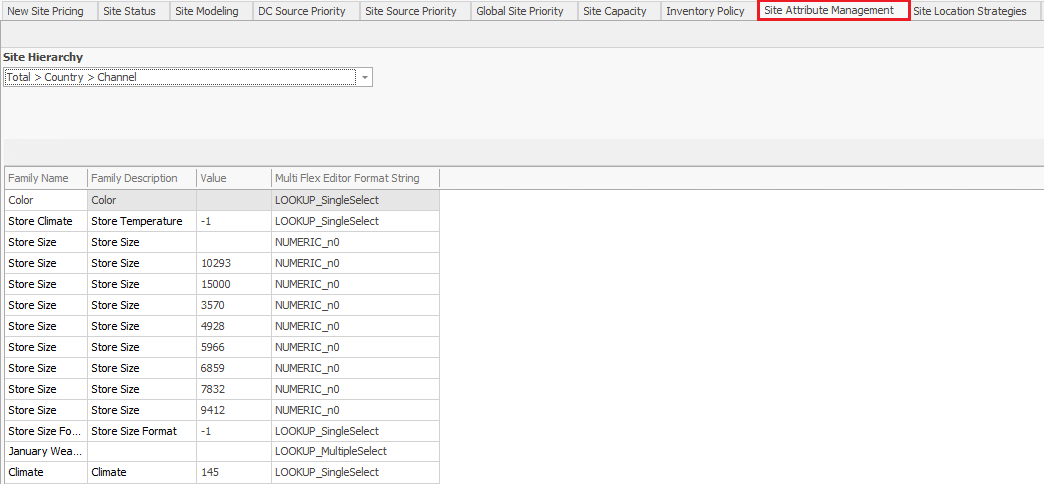 New Site Pricing Site Status Site Modeling DC Source Priority Site Source Priority Global Site Priority Site Capacity Inventory Policy Site Attribute Management Site Location Strategies
Site Hierarchy
Total > Country > Channel
Family Name Family Description Value Multi Flex Editor Format String
Color Color LOOKUP_SingleSelect
Store Climate Store Temperature -1 LOOKUP_SingleSelect
Store Size Store Size NUMERIC_n0
Store Size Store Size 10293 NUMERIC_n0
Store Size Store Size 15000 NUMERIC_n0
Store Size Store Size 3570 NUMERIC_n0
Store Size Store Size 4928 NUMERIC_n0
Store Size Store Size 5966 NUMERIC_n0
Store Size Store Size 6859 NUMERIC_n0
Store Size Store Size 7832 NUMERIC_n0
Store Size Store Size 9412 NUMERIC_n0
Store Size Fo... Store Size Format -1 LOOKUP_SingleSelect
January Wea... LOOKUP_MultipleSelect
Climate Climate 145 LOOKUP_SingleSelect